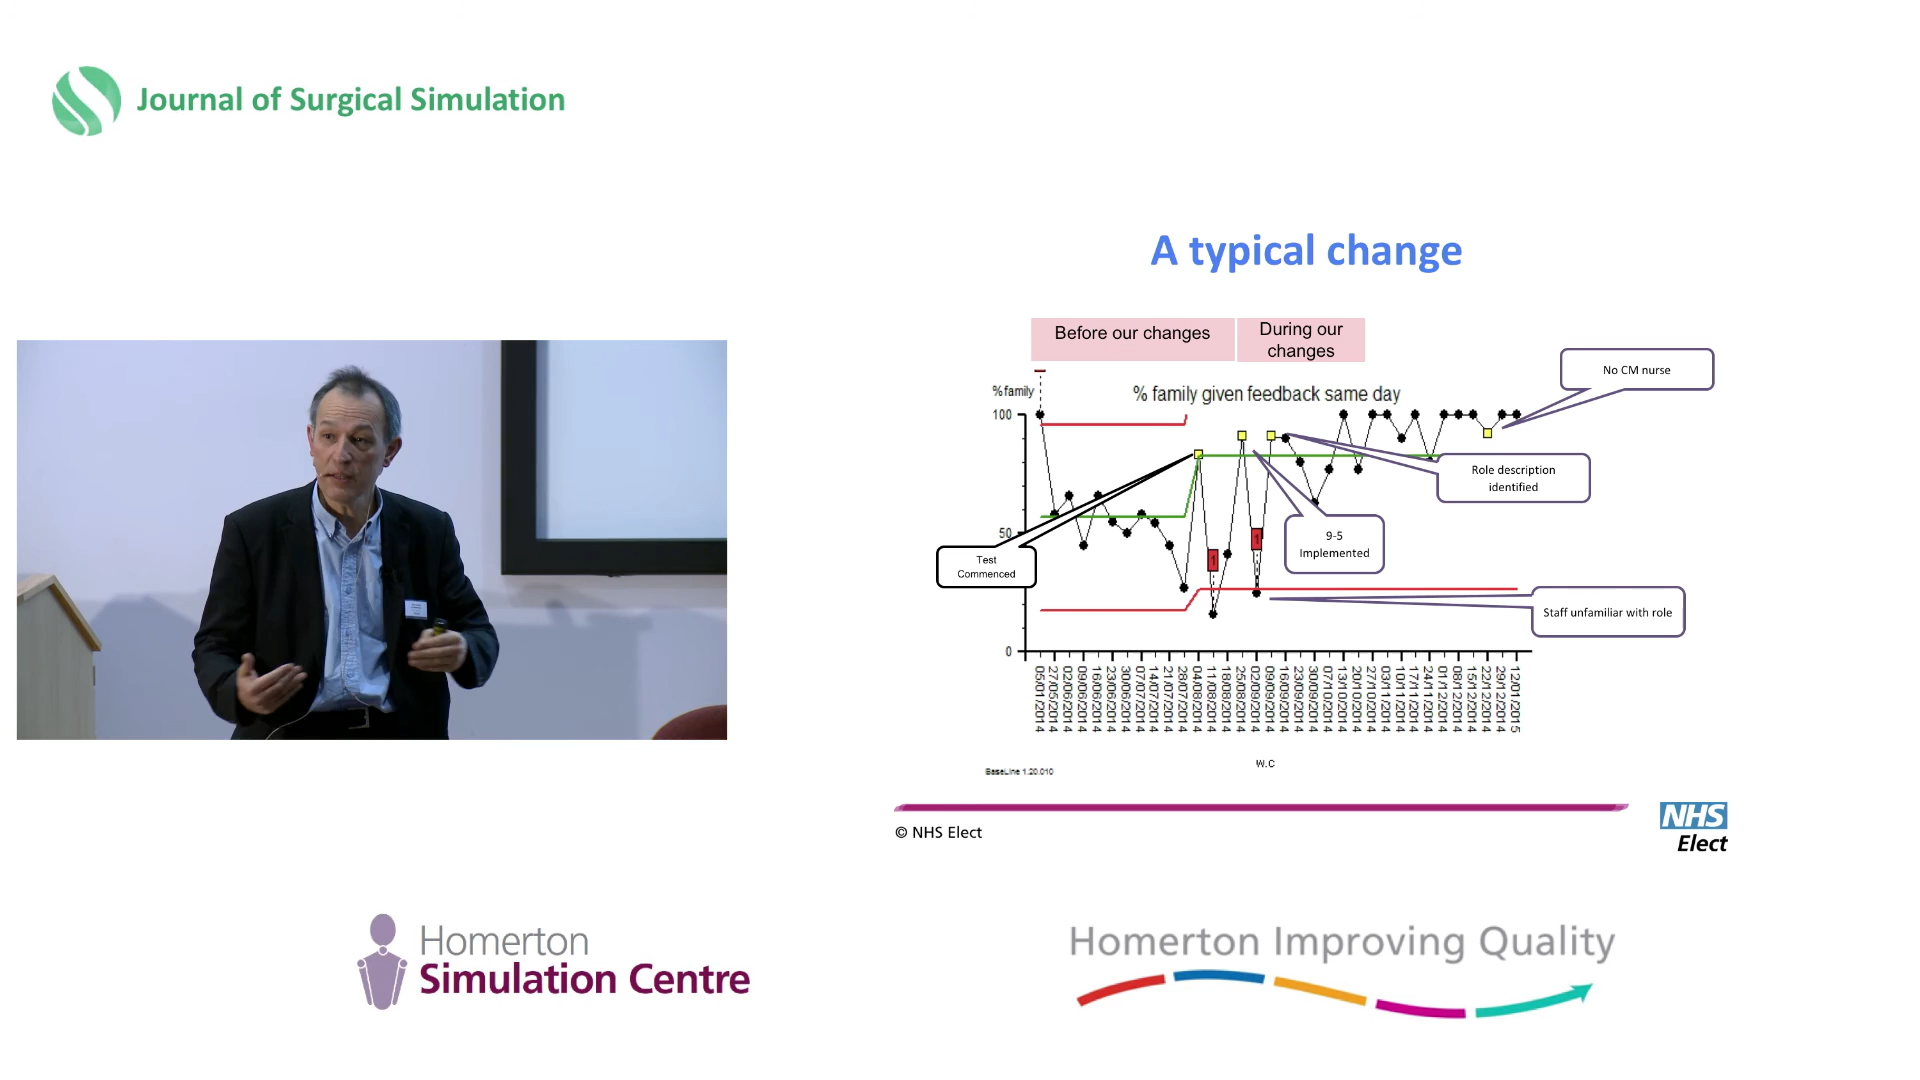 Journal of Surgical Simulation
A typical change
Before our changes
During our
changes
No CM nurse
% family
% family given feedback same day
100
Role description
identified
50
9-5
Implemented
Test
Commenced
1
1
Staff unfamiliar with role
0
05/01/2014
27/05/2014
02/06/2014
09/06/2014
16/06/2014
23/06/2014
30/06/2014
07/07/2014
14/07/2014
21/07/2014
28/07/2014
04/08/2014
11/08/2014
18/08/2014
25/08/2014
02/09/2014
09/09/2014
16/09/2014
23/09/2014
30/09/2014
07/10/2014
13/10/2014
20/10/2014
27/10/2014
03/11/2014
10/11/2014
17/11/2014
24/11/2014
01/12/2014
08/12/2014
15/12/2014
22/12/2014
29/12/2014
12/01/2015
W.C
BaseLine 1.20.010
© NHS Elect
NHS
Elect
Homerton
Simulation Centre
Homerton Improving Quality